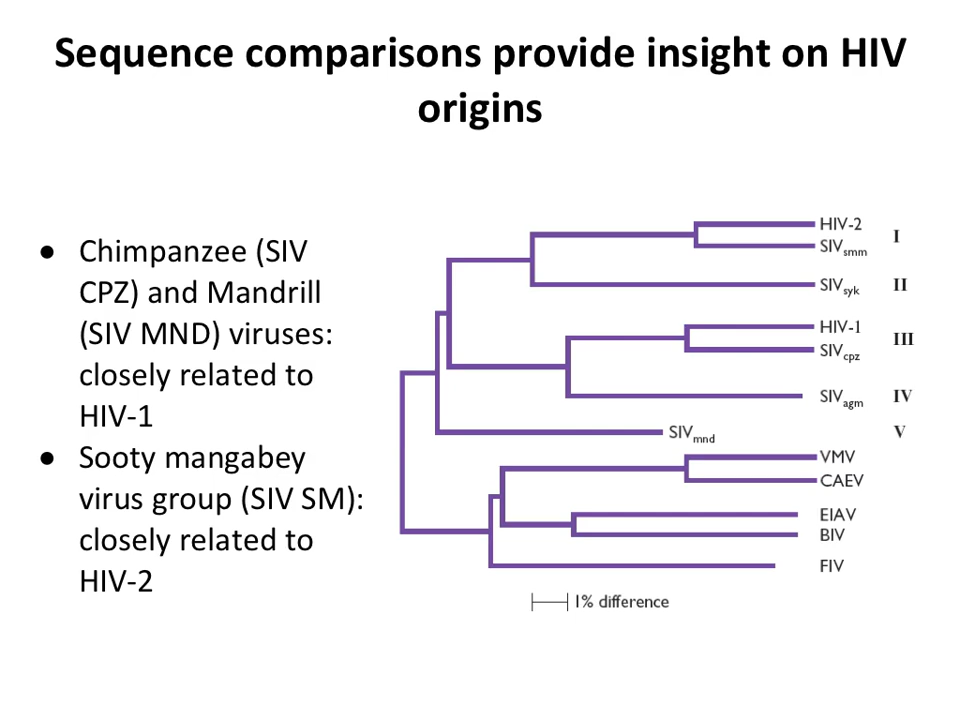 Sequence comparisons provide insight on HIV
origins
● Chimpanzee (SIV
CPZ) and Mandrill
(SIV MND) viruses:
closely related to
HIV-1
● Sooty mangabey
virus group (SIV SM):
closely related to
HIV-2
HIV-2
I
SIVsmm
SIVsyk II
HIV-1
III
SIVcpz
SIVagm IV
SIVmnd V
VMV
CAEV
EIAV
BIV
FIV
1% difference